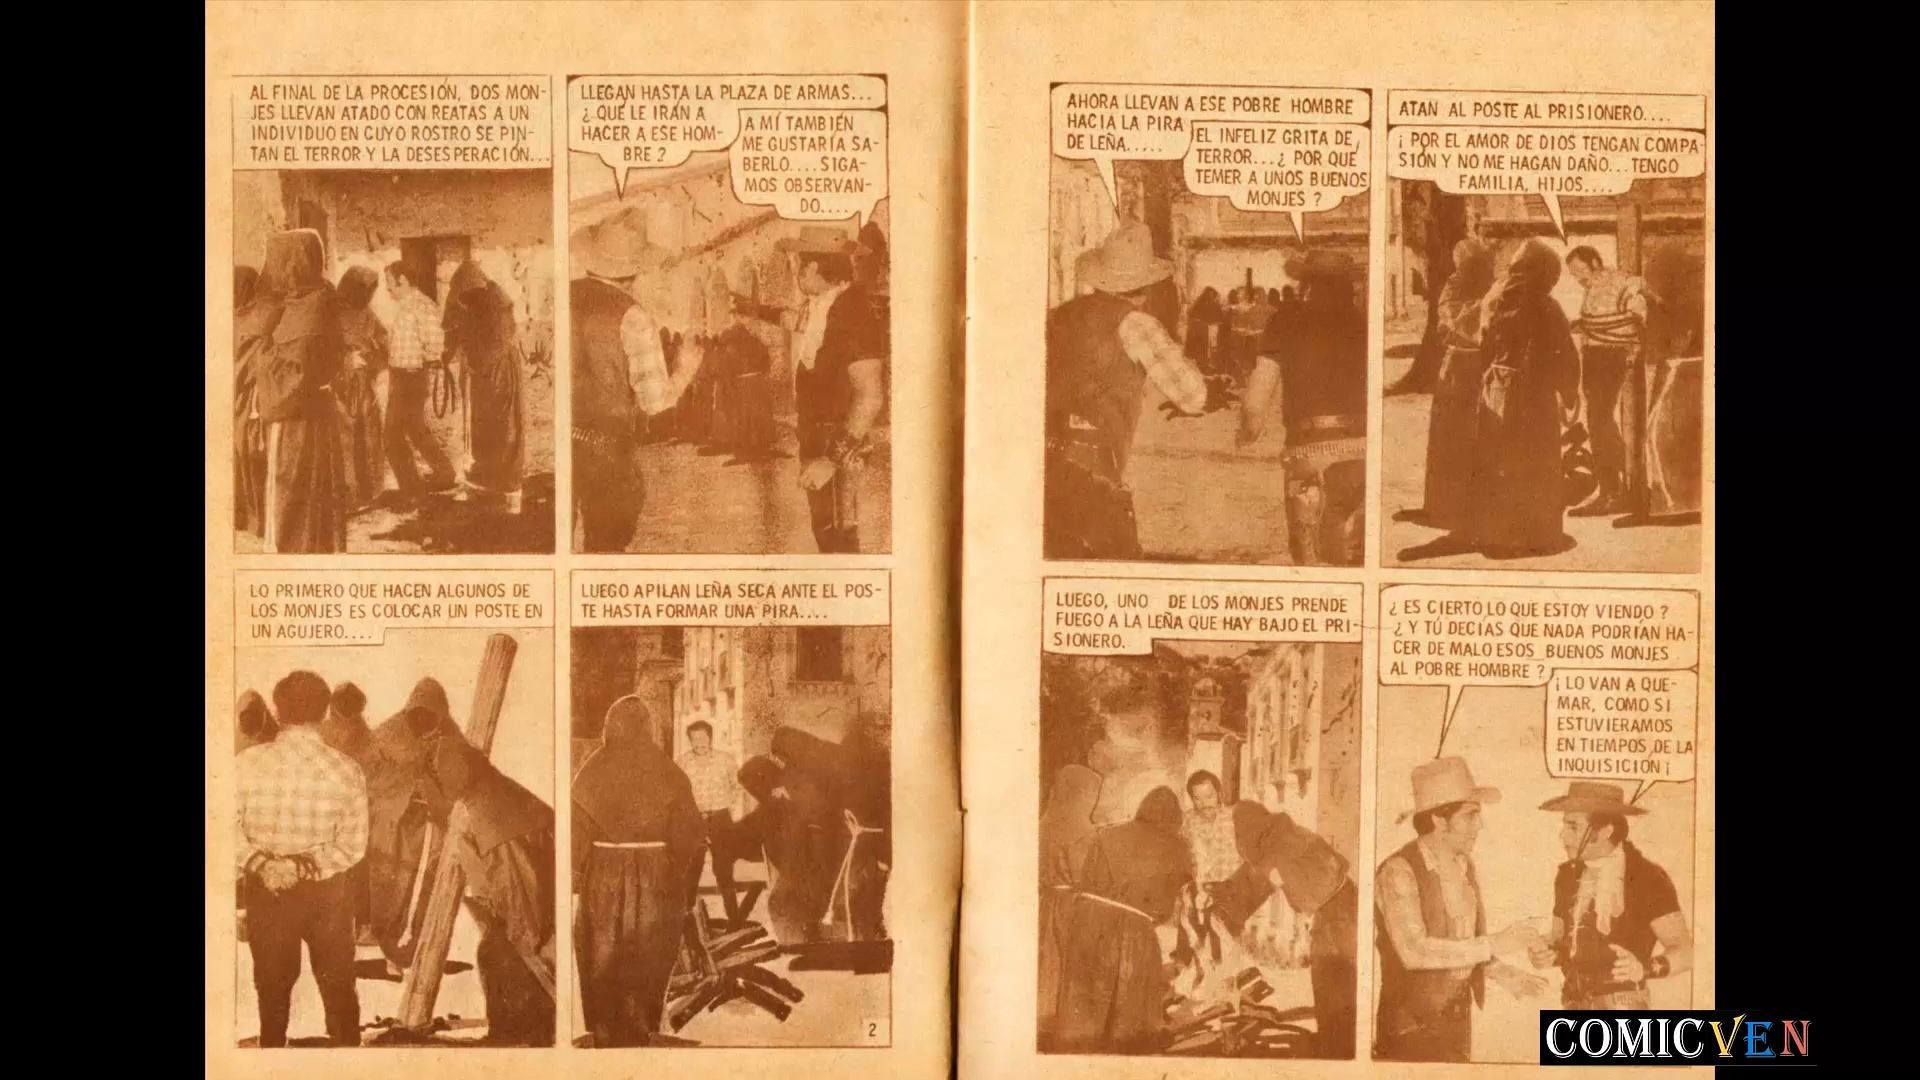 AL FINAL DE LA PROCESIÓN, DOS MON-
JES LLEVAN ATADO CON REATAS A UN
INDIVIDUO EN CUYO ROSTRO SE PIN-
TAN EL TERROR Y LA DESESPERACIÓN...
LLEGAN HASTA LA PLAZA DE ARMAS...
¿ QUÉ LE IRÁN A
HACER A ESE HOM-
BRE ?
A MÍ TAMBIÉN
ME GUSTARÍA SA-
BERLO.... SIGA-
MOS OBSERVAN-
DO....
LO PRIMERO QUE HACEN ALGUNOS DE
LOS MONJES ES COLOCAR UN POSTE EN
UN AGUJERO....
LUEGO APILAN LEÑA SECA ANTE EL POS-
TE HASTA FORMAR UNA PIRA....
2
AHORA LLEVAN A ESE POBRE HOMBRE
HACIA LA PIRA
DE LEÑA.....
EL INFELIZ GRITA DE
TERROR...¿ POR QUÉ
TEMER A UNOS BUENOS
MONJES ?
ATAN AL POSTE AL PRISIONERO....
¡ POR EL AMOR DE DIOS TENGAN COMPA-
SIÓN Y NO ME HAGAN DAÑO...TENGO
FAMILIA, HIJOS....
LUEGO, UNO DE LOS MONJES PRENDE
FUEGO A LA LEÑA QUE HAY BAJO EL PRI-
SIONERO.
¿ ES CIERTO LO QUE ESTOY VIENDO ?
¿ Y TÚ DECÍAS QUE NADA PODRÍAN HA-
CER DE MALO ESOS BUENOS MONJES
AL POBRE HOMBRE ?
¡ LO VAN A QUE-
MAR, COMO SI
ESTUVIERAMOS
EN TIEMPOS DE LA
INQUISICIÓN ¡
COMICVEN